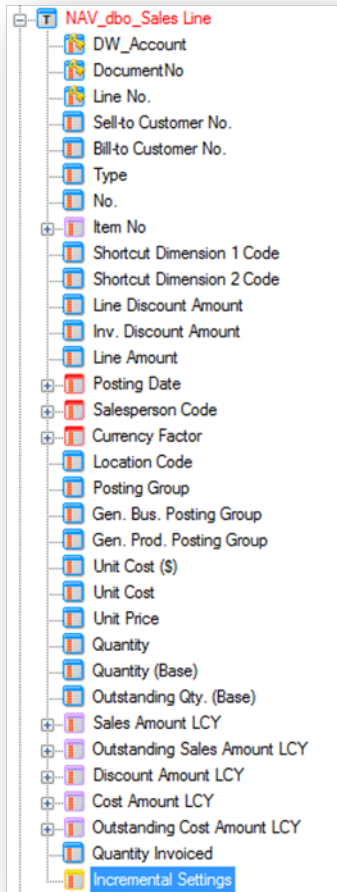 NAV_dbo_Sales Line
DW_Account
DocumentNo
Line No.
Sell-to Customer No.
Bill-to Customer No.
Type
No.
Item No
Shortcut Dimension 1 Code
Shortcut Dimension 2 Code
Line Discount Amount
Inv. Discount Amount
Line Amount
Posting Date
Salesperson Code
Currency Factor
Location Code
Posting Group
Gen. Bus. Posting Group
Gen. Prod. Posting Group
Unit Cost ($)
Unit Cost
Unit Price
Quantity
Quantity (Base)
Outstanding Qty. (Base)
Sales Amount LCY
Outstanding Sales Amount LCY
Discount Amount LCY
Cost Amount LCY
Outstanding Cost Amount LCY
Quantity Invoiced
Incremental Settings